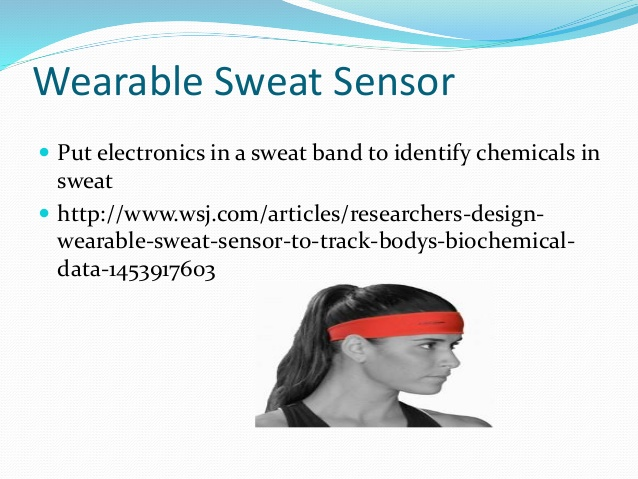 Wearable Sweat Sensor
• Put electronics in a sweat band to identify chemicals in
sweat
• http://www.wsj.com/articles/researchers-design-
wearable-sweat-sensor-to-track-bodys-biochemical-
data-1453917603